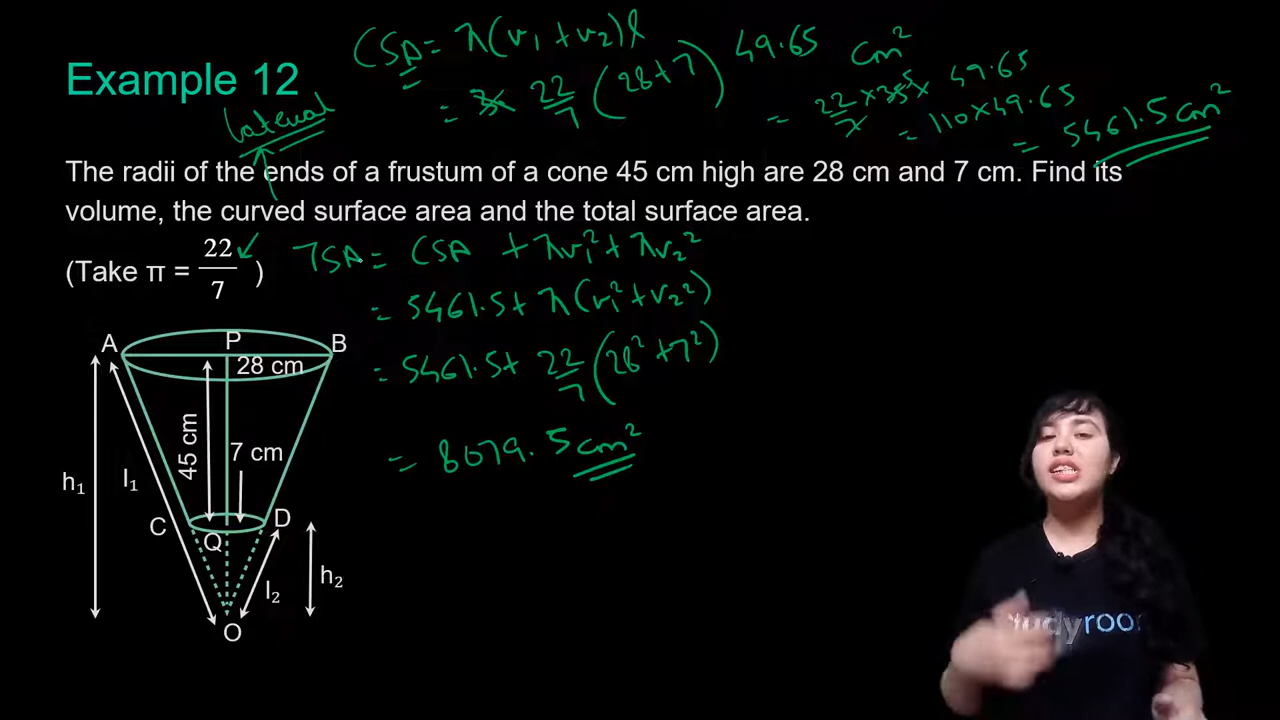 Example 12
CSA = π(r₁ + r₂)l
= 22/7 (28+7) 49.65 cm²
= 22/7 × 35⁵ × 49.65
= 110 × 49.65
= 5461.5 cm²
lateral
The radii of the ends of a frustum of a cone 45 cm high are 28 cm and 7 cm. Find its
volume, the curved surface area and the total surface area.
(Take π = 22/7 )
TSA = CSA + πr₁² + πr₂²
= 5461.5 + π(r₁² + r₂²)
= 5461.5 + 22/7 (28² + 7²)
= 8079.5 cm²
A P B
28 cm
45 cm
7 cm
h₁ l₁
C Q D
l₂ h₂
O
studyroo